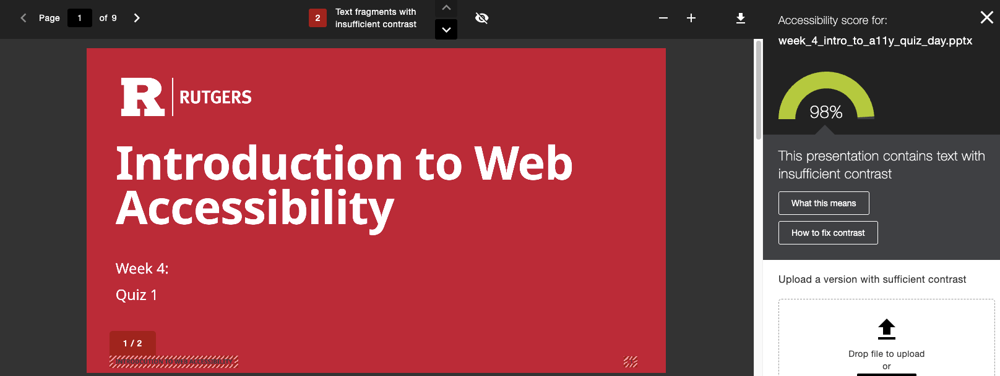 Page 1 of 9
2 Text fragments with
insufficient contrast
R RUTGERS
Introduction to Web
Accessibility
Week 4:
Quiz 1
1 / 2
INTRODCUTION TO WEB ACCESSIBILITY
Accessibility score for:
week_4_intro_to_a11y_quiz_day.pptx
98%
This presentation contains text with
insufficient contrast
What this means
How to fix contrast
Upload a version with sufficient contrast
Drop file to upload
or